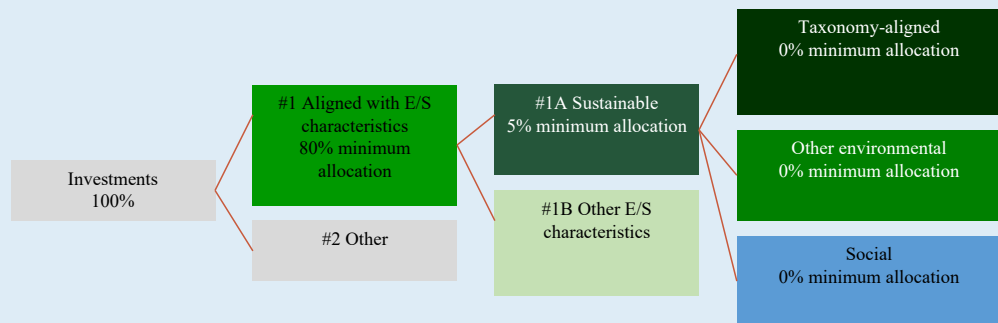 Investments
100%
#1 Aligned with E/S
characteristics
80% minimum
allocation
#2 Other
#1A Sustainable
5% minimum allocation
#1B Other E/S
characteristics
Taxonomy-aligned
0% minimum allocation
Other environmental
0% minimum allocation
Social
0% minimum allocation